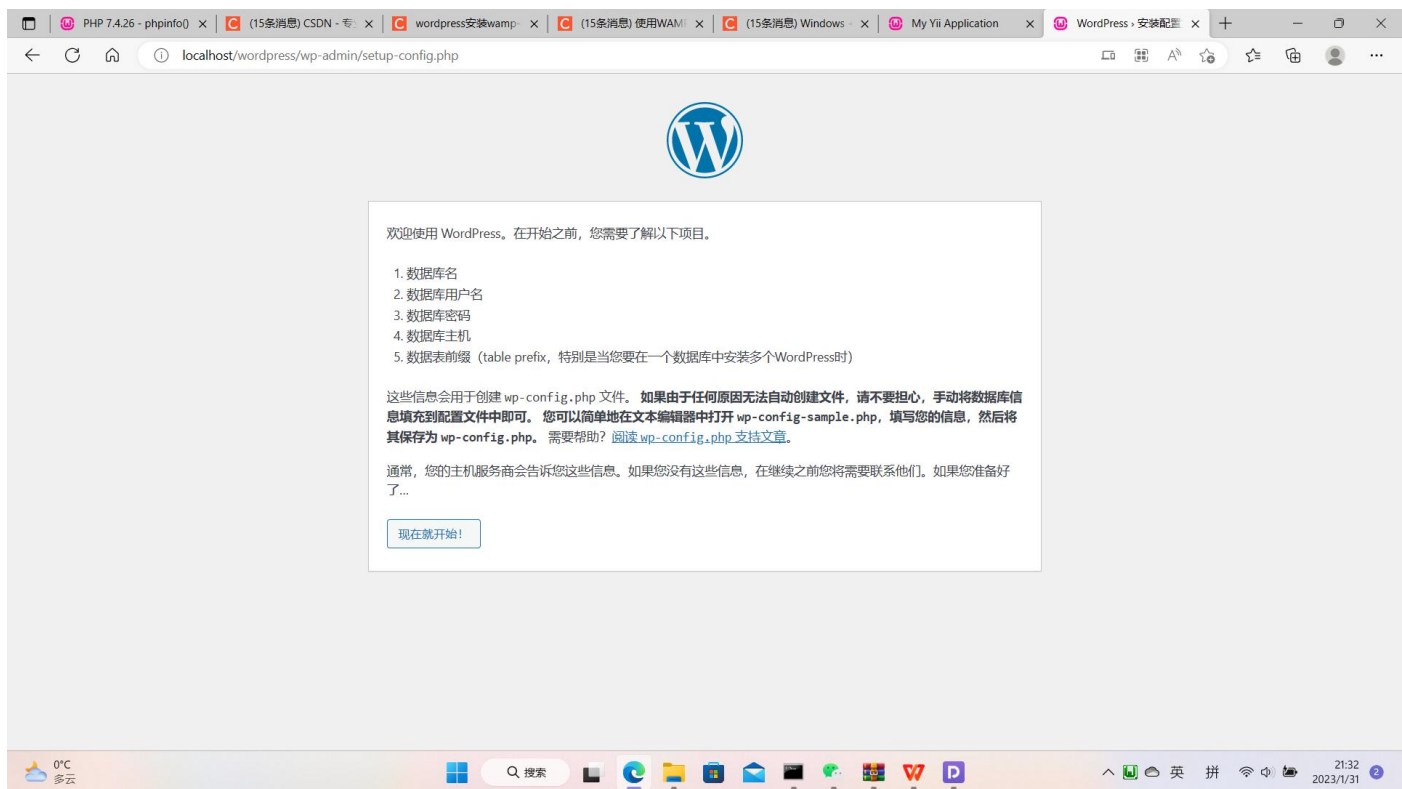 PHP 7.4.26 - phpinfo()
(15条消息) CSDN - 专
wordpress安装wamp-
(15条消息) 使用WAM
(15条消息) Windows -
My Yii Application
WordPress › 安装配置
localhost/wordpress/wp-admin/setup-config.php
欢迎使用 WordPress。在开始之前，您需要了解以下项目。
1. 数据库名
2. 数据库用户名
3. 数据库密码
4. 数据库主机
5. 数据表前缀（table prefix，特别是当您要在一个数据库中安装多个WordPress时）
这些信息会用于创建 wp-config.php 文件。 如果由于任何原因无法自动创建文件，请不要担心，手动将数据库信
息填充到配置文件中即可。 您可以简单地在文本编辑器中打开 wp-config-sample.php，填写您的信息，然后将
其保存为 wp-config.php。 需要帮助？阅读 wp-config.php 支持文章。
通常，您的主机服务商会告诉您这些信息。如果您没有这些信息，在继续之前您将需要联系他们。如果您准备好
了...
现在就开始！
0°C
多云
搜索
英 拼
21:32
2023/1/31
2